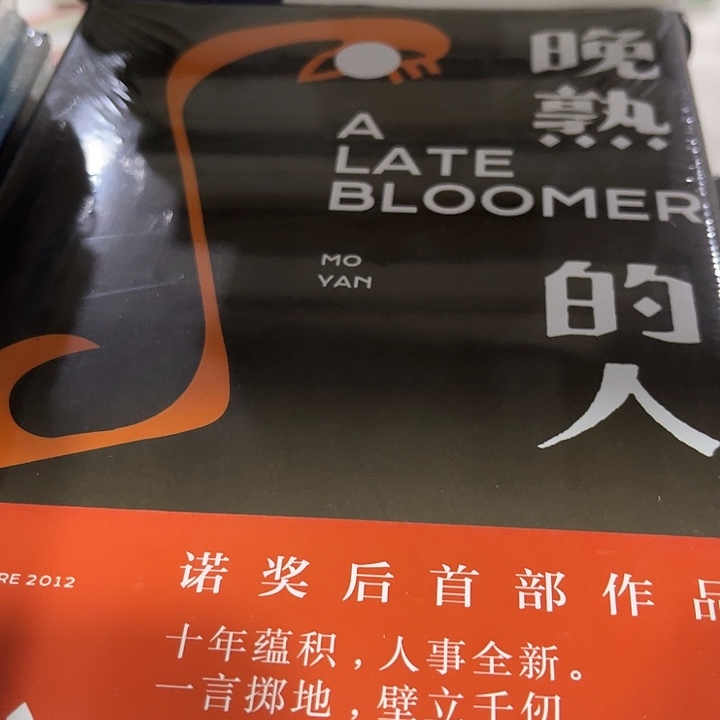 晚熟的人
A
LATE
BLOOMER
MO
YAN
RE 2012
诺奖后首部作品
十年蕴积，人事全新。
一言掷地，壁立千仞